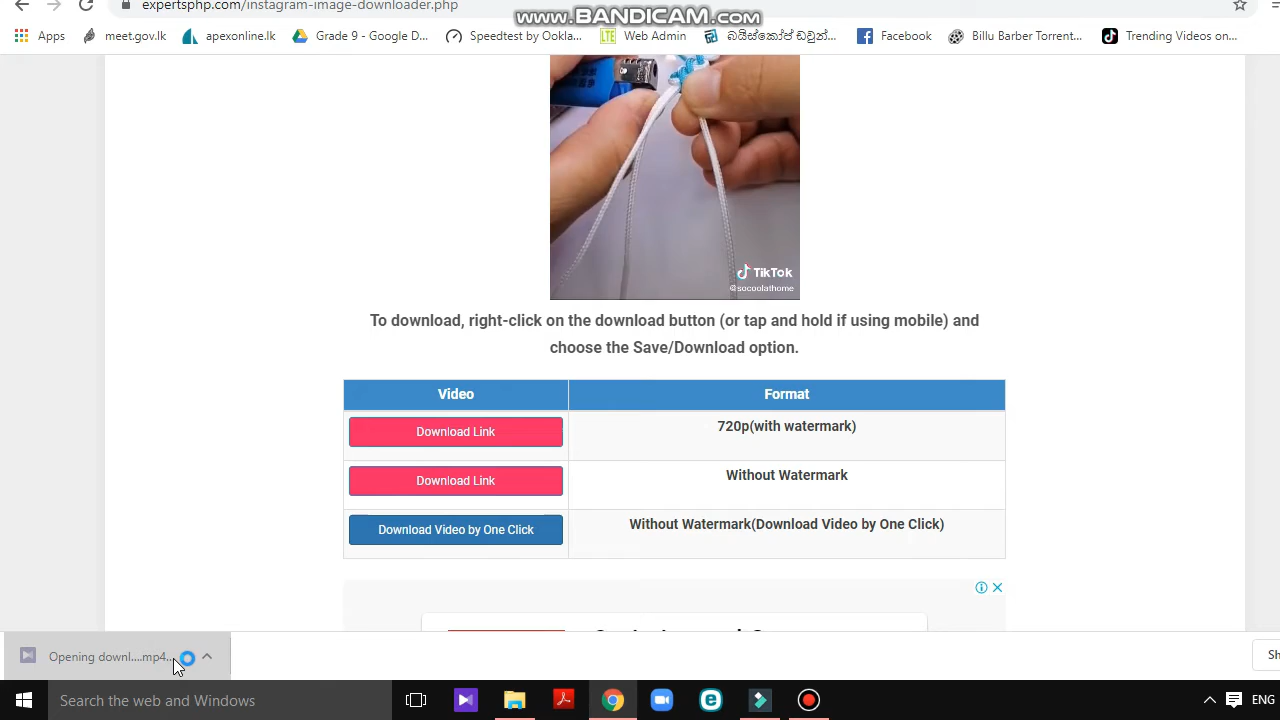 expertsphp.com/instagram-image-downloader.php
www.BANDICAM.com
Apps
meet.gov.lk
apexonline.lk
Grade 9 - Google D...
Speedtest by Ookla...
LTE
Web Admin
බයිස්කෝප් ඩවුන්...
Facebook
Billu Barber Torrent...
Trending Videos on...
TikTok
@socoolathome
To download, right-click on the download button (or tap and hold if using mobile) and
choose the Save/Download option.
Video
Format
Download Link
720p(with watermark)
Download Link
Without Watermark
Download Video by One Click
Without Watermark(Download Video by One Click)
Opening downl....mp4...
Sh
Search the web and Windows
ENG